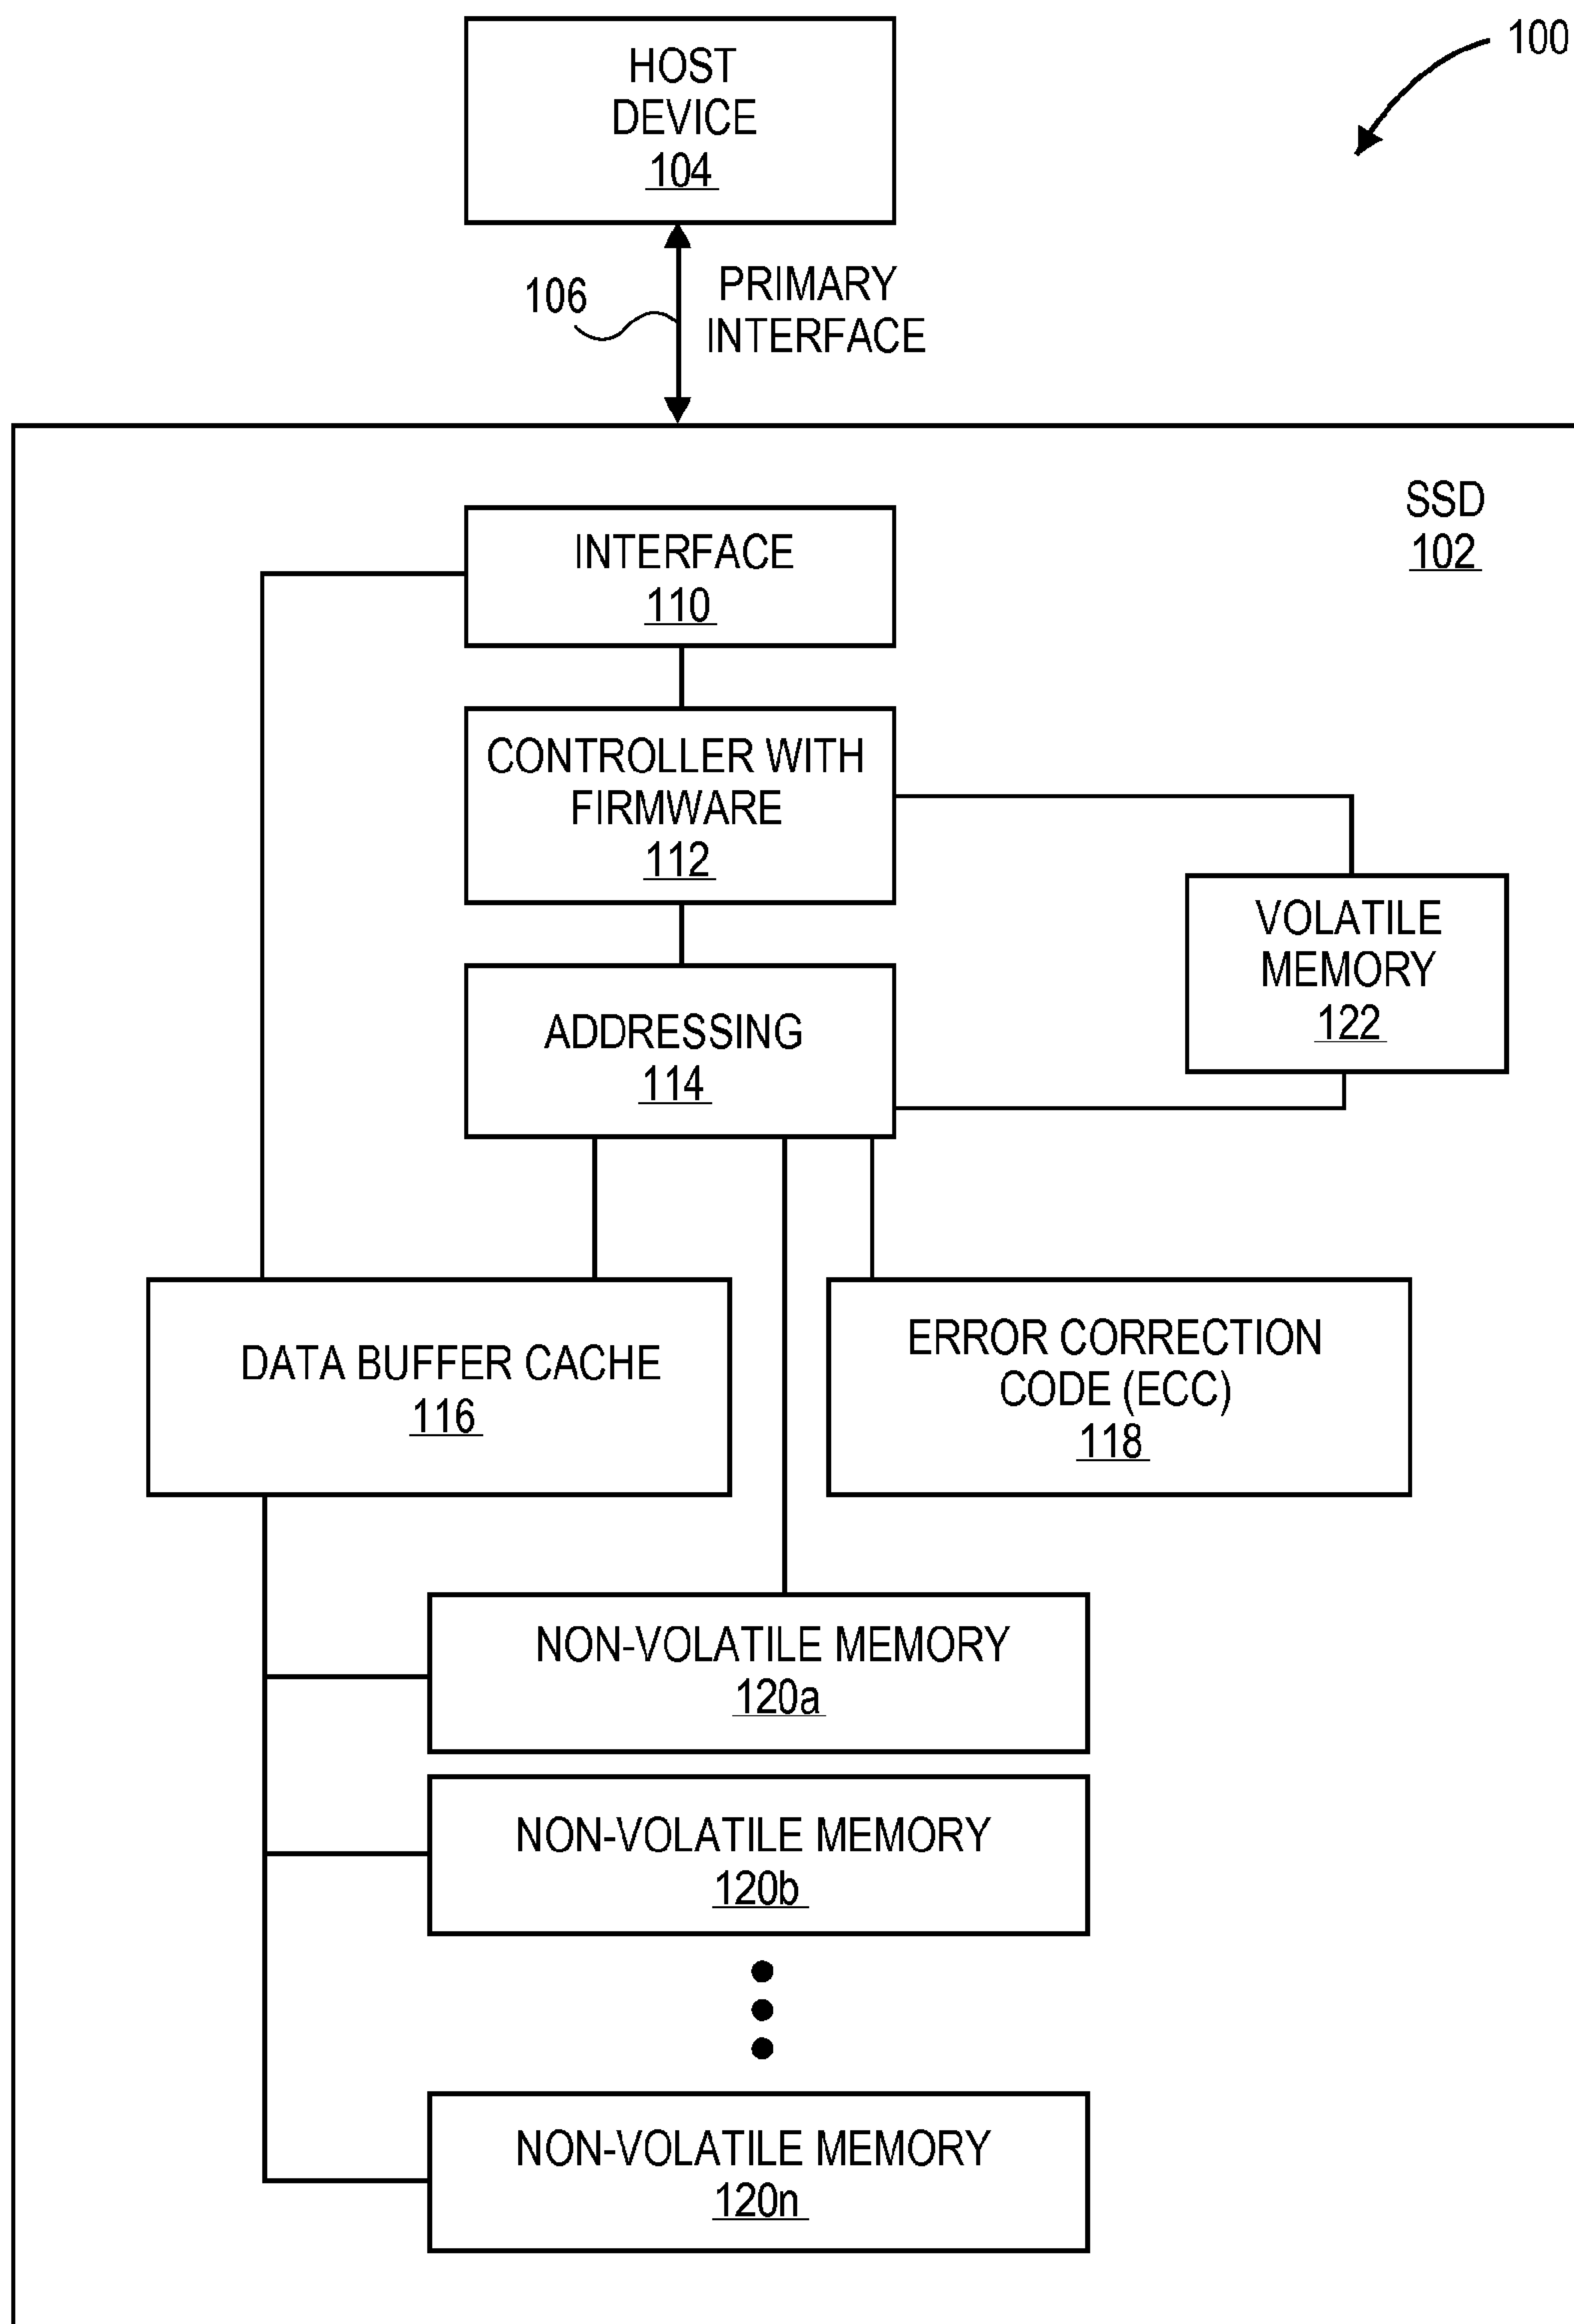 100
HOST
DEVICE
104
106
PRIMARY
INTERFACE
SSD
102
INTERFACE
110
CONTROLLER WITH
FIRMWARE
112
VOLATILE
MEMORY
122
ADDRESSING
114
DATA BUFFER CACHE
116
ERROR CORRECTION
CODE (ECC)
118
NON-VOLATILE MEMORY
120a
NON-VOLATILE MEMORY
120b
NON-VOLATILE MEMORY
120n